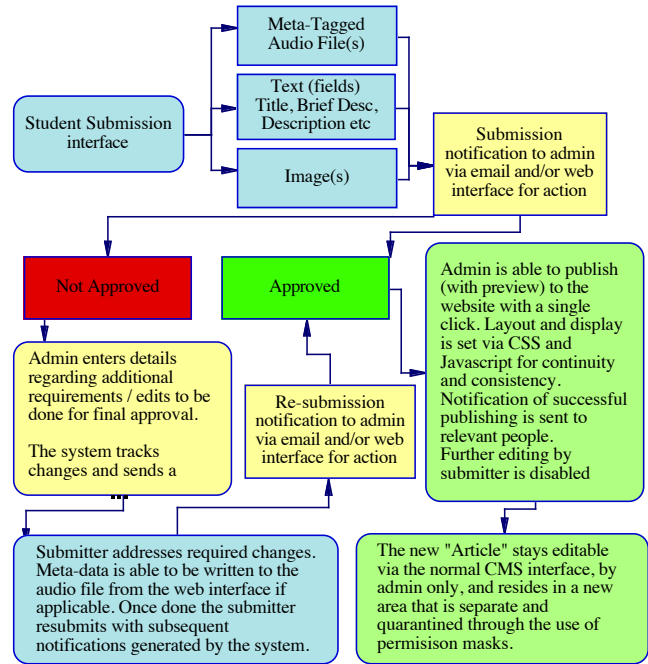 Meta-Tagged
Audio File(s)
Student Submission
interface
Text (fields)
Title, Brief Desc,
Description etc
Image(s)
Submission
notification to admin
via email and/or web
interface for action
Not Approved
Approved
Admin is able to publish
(with preview) to the
website with a single
click. Layout and display
is set via CSS and
Javascript for continuity
and consistency.
Notification of successful
publishing is sent to
relevant people.
Further editing by
submitter is disabled
Admin enters details
regarding additional
requirements / edits to be
done for final approval.
The system tracks
changes and sends a
Re-submission
notification to admin
via email and/or web
interface for action
Submitter addresses required changes.
Meta-data is able to be written to the
audio file from the web interface if
applicable. Once done the submitter
resubmits with subsequent
notifications generated by the system.
The new "Article" stays editable
via the normal CMS interface, by
admin only, and resides in a new
area that is separate and
quarantined through the use of
permisison masks.